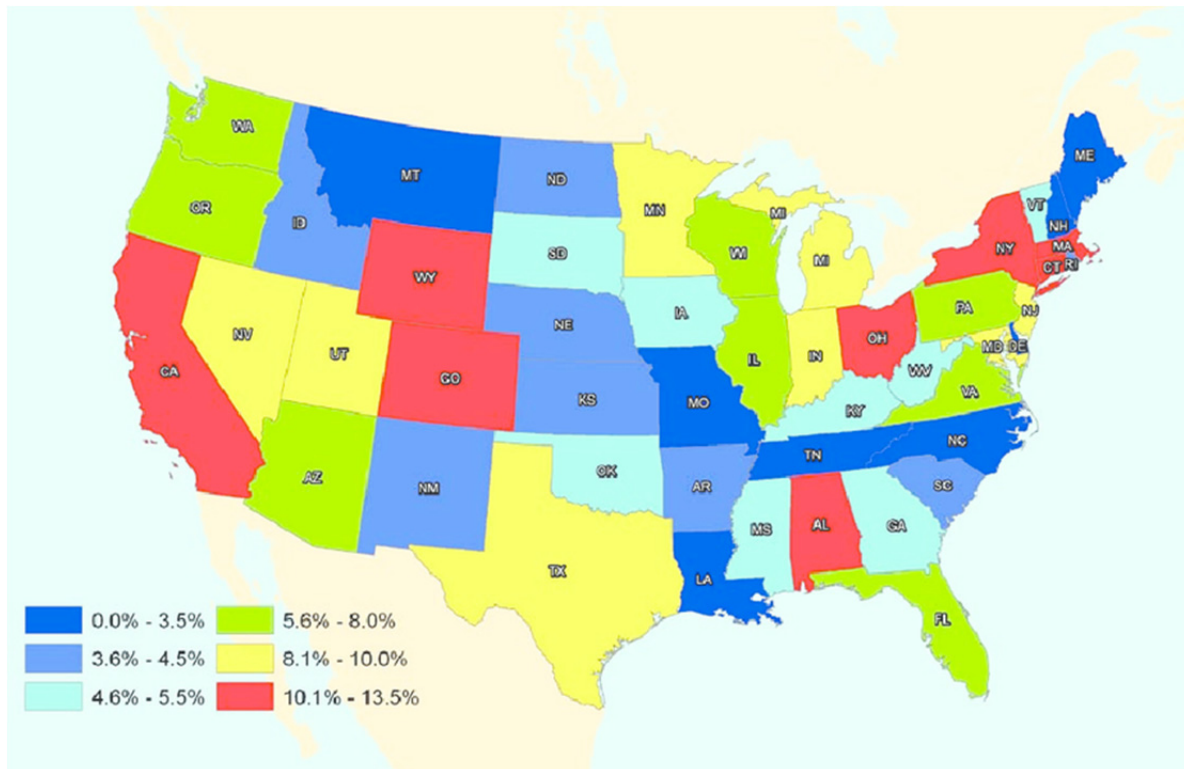 WA
MT
ND
MN
ME
OR
ID
SD
WI
MI
MI
VT
NH
NY
MA
CT
RI
WY
NE
IA
PA
NJ
NV
UT
CO
IL
IN
OH
MD
DE
WV
VA
CA
KS
MO
KY
AZ
NM
OK
AR
TN
NC
SC
MS
AL
GA
TX
LA
FL
0.0% - 3.5%
3.6% - 4.5%
4.6% - 5.5%
5.6% - 8.0%
8.1% - 10.0%
10.1% - 13.5%